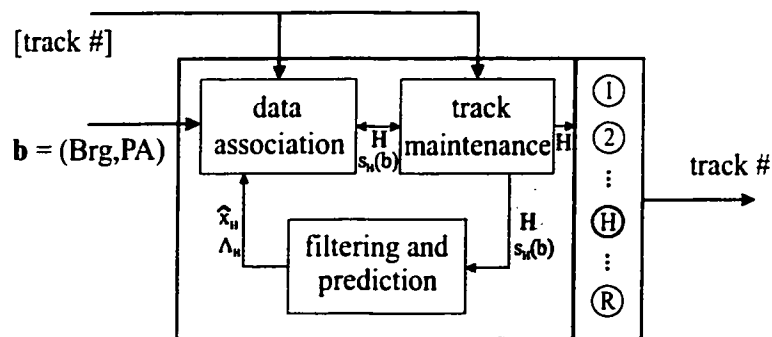 [track #]
b = (Brg,PA)
data
association
H
s_H(b)
track
maintenance
H
x̂_H
Λ_H
filtering and
prediction
H
s_H(b)
1
2
⋮
H
⋮
R
track #